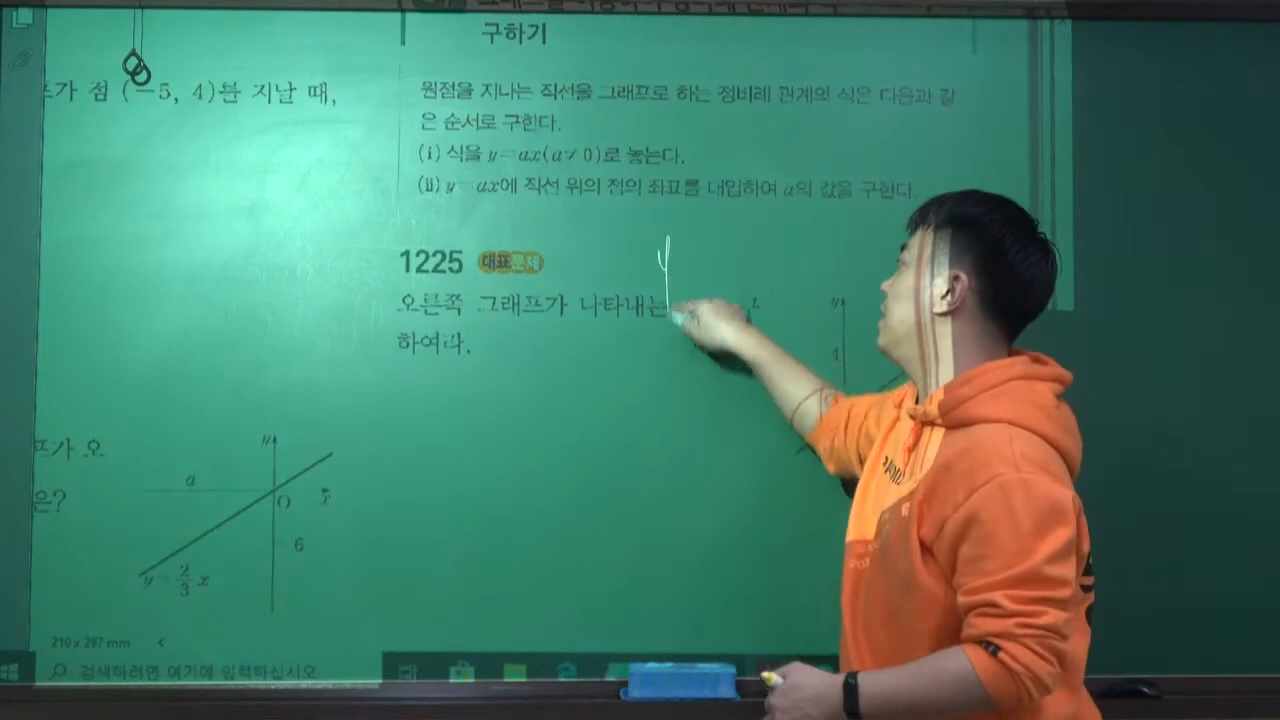 구하기
프가 점 (−5, 4)를 지날 때,
원점을 지나는 직선을 그래프로 하는 정비례 관계의 식은 다음과 같
은 순서로 구한다.
(i) 식을 y=ax(a≠0)로 놓는다.
(ii) y=ax에 직선 위의 점의 좌표를 대입하여 a의 값을 구한다.
1225 대표문제
오른쪽 그래프가 나타내는
하여라.
y
4
프가 오
은?
y
a
O
x
6
y=2/3 x
210 x 297 mm
검색하려면 여기에 입력하십시오